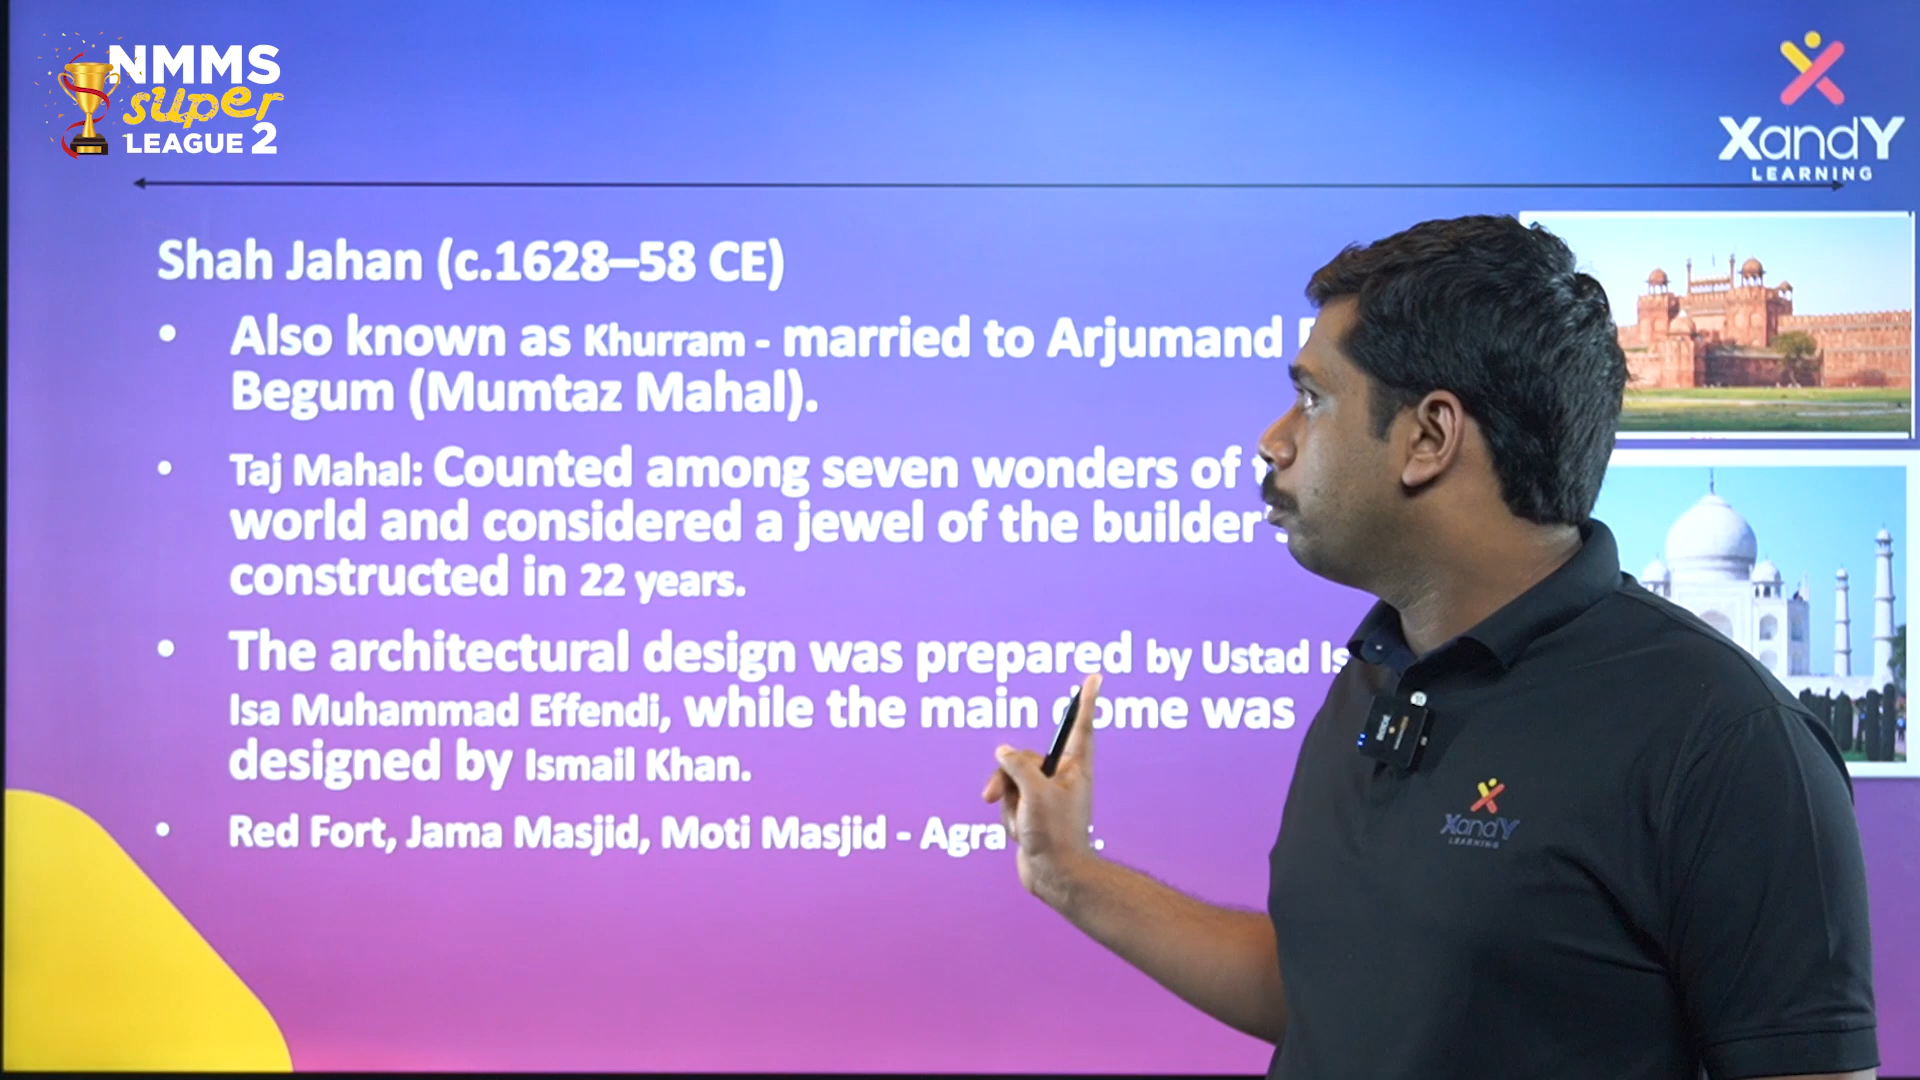 NMMS
super
LEAGUE 2
XandY
LEARNING
Shah Jahan (c.1628–58 CE)
• Also known as Khurram - married to Arjumand
Begum (Mumtaz Mahal).
• Taj Mahal: Counted among seven wonders of
world and considered a jewel of the builder's
constructed in 22 years.
• The architectural design was prepared by Ustad
Isa Muhammad Effendi, while the main dome was
designed by Ismail Khan.
• Red Fort, Jama Masjid, Moti Masjid - Agra
XandY
LEARNING